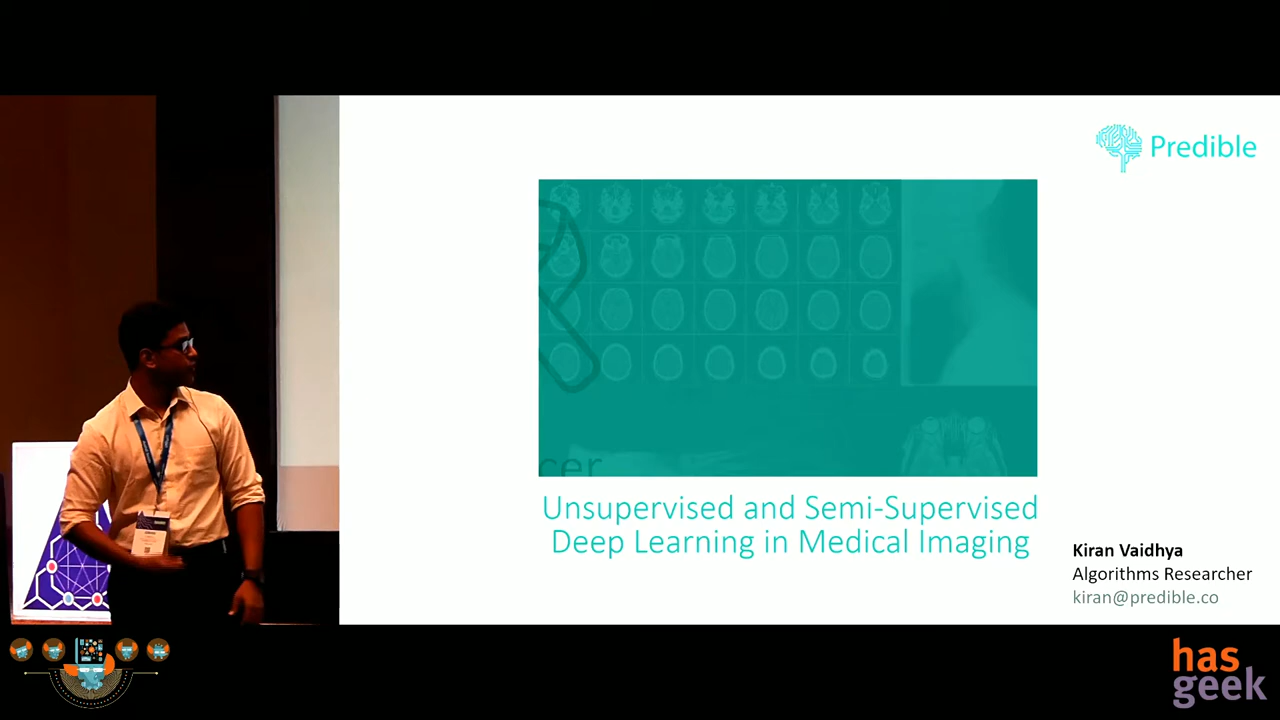 Predible
cer
Unsupervised and Semi-Supervised
Deep Learning in Medical Imaging
Kiran Vaidhya
Algorithms Researcher
kiran@predible.co
has
geek